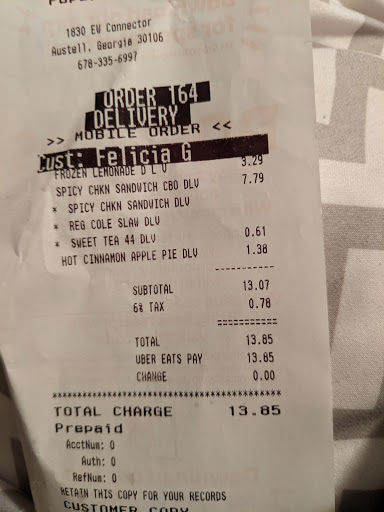 1830 EW Connector
Austell, Georgia 30106
678-335-6997
ORDER 164
DELIVERY
>> MOBILE ORDER <<
Cust: Felicia G
FROZEN LEMONADE D L V 3.29
SPICY CHKN SANDWICH CBO DLV 7.79
* SPICY CHKN SANDWICH DLV
* REG COLE SLAW DLV
* SWEET TEA 44 DLV 0.61
HOT CINNAMON APPLE PIE DLV 1.38
-----------
SUBTOTAL 13.07
6% TAX 0.78
===========
TOTAL 13.85
UBER EATS PAY 13.85
CHANGE 0.00
****************************************
TOTAL CHARGE 13.85
Prepaid
AcctNum: 0
Auth: 0
RefNum: 0
RETAIN THIS COPY FOR YOUR RECORDS
CUSTOMER COPY